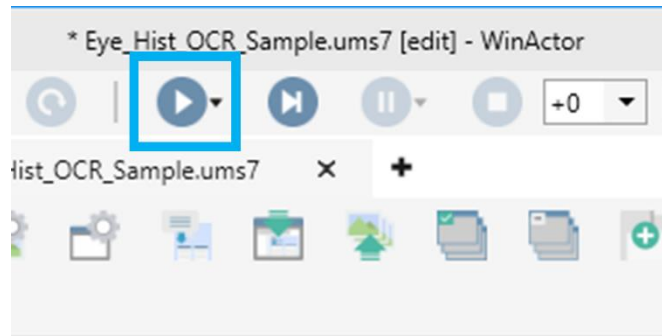 * Eye_Hist_OCR_Sample.ums7 [edit] - WinActor
+0
Hist_OCR_Sample.ums7